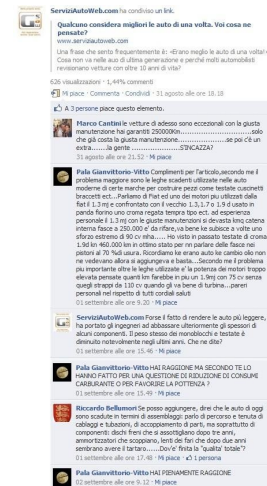 ServiziAutoWeb.com ha condiviso un link.
Qualcuno considera migliori le auto di una volta. Voi cosa ne
pensate?
www.serviziautoweb.com
Una frase che sento frequentemente è: «Erano meglio le auto di una volta!»
Cosa non va nelle auto di ultima generazione e perché molti automobilisti
revisionano vetture con oltre 10 anni di vita?
626 visualizzazioni · 1,44% commenti
Mi piace · Commenta · Condividi · 31 agosto alle ore 18.18
A 3 persone piace questo elemento.
Marco Cantini le vetture di adesso sono eccezionali con la giusta
manutenzione hai garantiti 250000Km.......................solo
che già costa la giusta manutenzione...................se poi c'è un
extra.......la gente ................S'INCAZZA?
31 agosto alle ore 21.52 · Mi piace
Pala Gianvittorio-Vitto Complimenti per l'articolo,secondo me il
problema maggiore sono le leghe scadenti utilizzate nelle auto
moderne di certe marche per costruire pezzi come testate cuscinetti
braccetti ect...Parliamo di Fiat ed uno dei motori piu utilizzati dalla
fiat il 1.3 mj e confrontato con il vecchio 1.3,1.7 o 1.9 d usato in
panda fiorino uno croma regata tempra tipo ect. ad esperienza
personale il 1.3 mj con le giuste manutenzioni si devasta kmq catena
interna fasce a 250.000 e' da rifare,va bene ke subisce a volte uno
sforzo estremo di 90 cv mha..... Ho visto in passato testate di croma
1.9d kn 460.000 km in ottimo stato per nn parlare delle fasce nei
pistoni al 70 %di usura. Ricordiamo ke erano auto ke cambio olio non
ne vedevano allora si aggiungeva e basta...Secondo me il problema
piu importante oltre le leghe utilizzate e' la potenza dei motori troppo
elevata pensate quanti km farebbe in piu un 1.9mj con 75 cv senza
quegli strappi da 110 cv quando gli va bene di turbina...pareri
personali nel rispetto di tutti cordiali saluti
01 settembre alle ore 9.20 · Mi piace
ServiziAutoWeb.com Forse il fatto di rendere le auto più leggere,
ha portato gli ingegneri ad abbassare ulteriormente gli spessori di
alcuni componenti. Il peso stesso dei monoblocchi e testate è
diminuito notevolmente negli ultimi anni. Che ne dite?
01 settembre alle ore 15.46 · Mi piace
Pala Gianvittorio-Vitto HAI RAGGIONE MA SECONDO TE LO
HANNO FATTO PER UNA QUESTIONE DI RIDUZIONE DI CONSUMI
CARBURANTE O PER FAVORIRE LA POTTENZA ?
01 settembre alle ore 15.49 · Mi piace
Riccardo Bellumori Se posso aggiungere, direi che le auto di oggi
sono scadute in termini di assemblaggi: parlo di percorso e tenuta di
cablaggi e tubazioni, di accoppiamento di parti, ma soprattutto di
componenti: dischi freni che si assottigliano dopo tre anni,
ammortizzatori che scoppiano, lenti dei fari che dopo due anni
sembrano avere il tartaro......Dov'e' finita la "qualita' totale"?
01 settembre alle ore 17.48 · Mi piace · 1 persona
Pala Gianvittorio-Vitto HAI PIENAMENTE RAGGIONE
02 settembre alle ore 9.12 · Mi piace